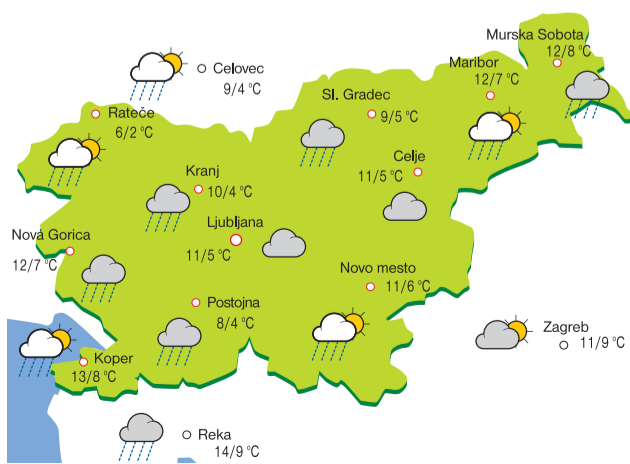 Murska Sobota
12/8 °C
Celovec
9/4 °C
Maribor
12/7 °C
Sl. Gradec
9/5 °C
Rateče
6/2 °C
Celje
11/5 °C
Kranj
10/4 °C
Ljubljana
11/5 °C
Nova Gorica
12/7 °C
Novo mesto
11/6 °C
Postojna
8/4 °C
Zagreb
11/9 °C
Koper
13/8 °C
Reka
14/9 °C